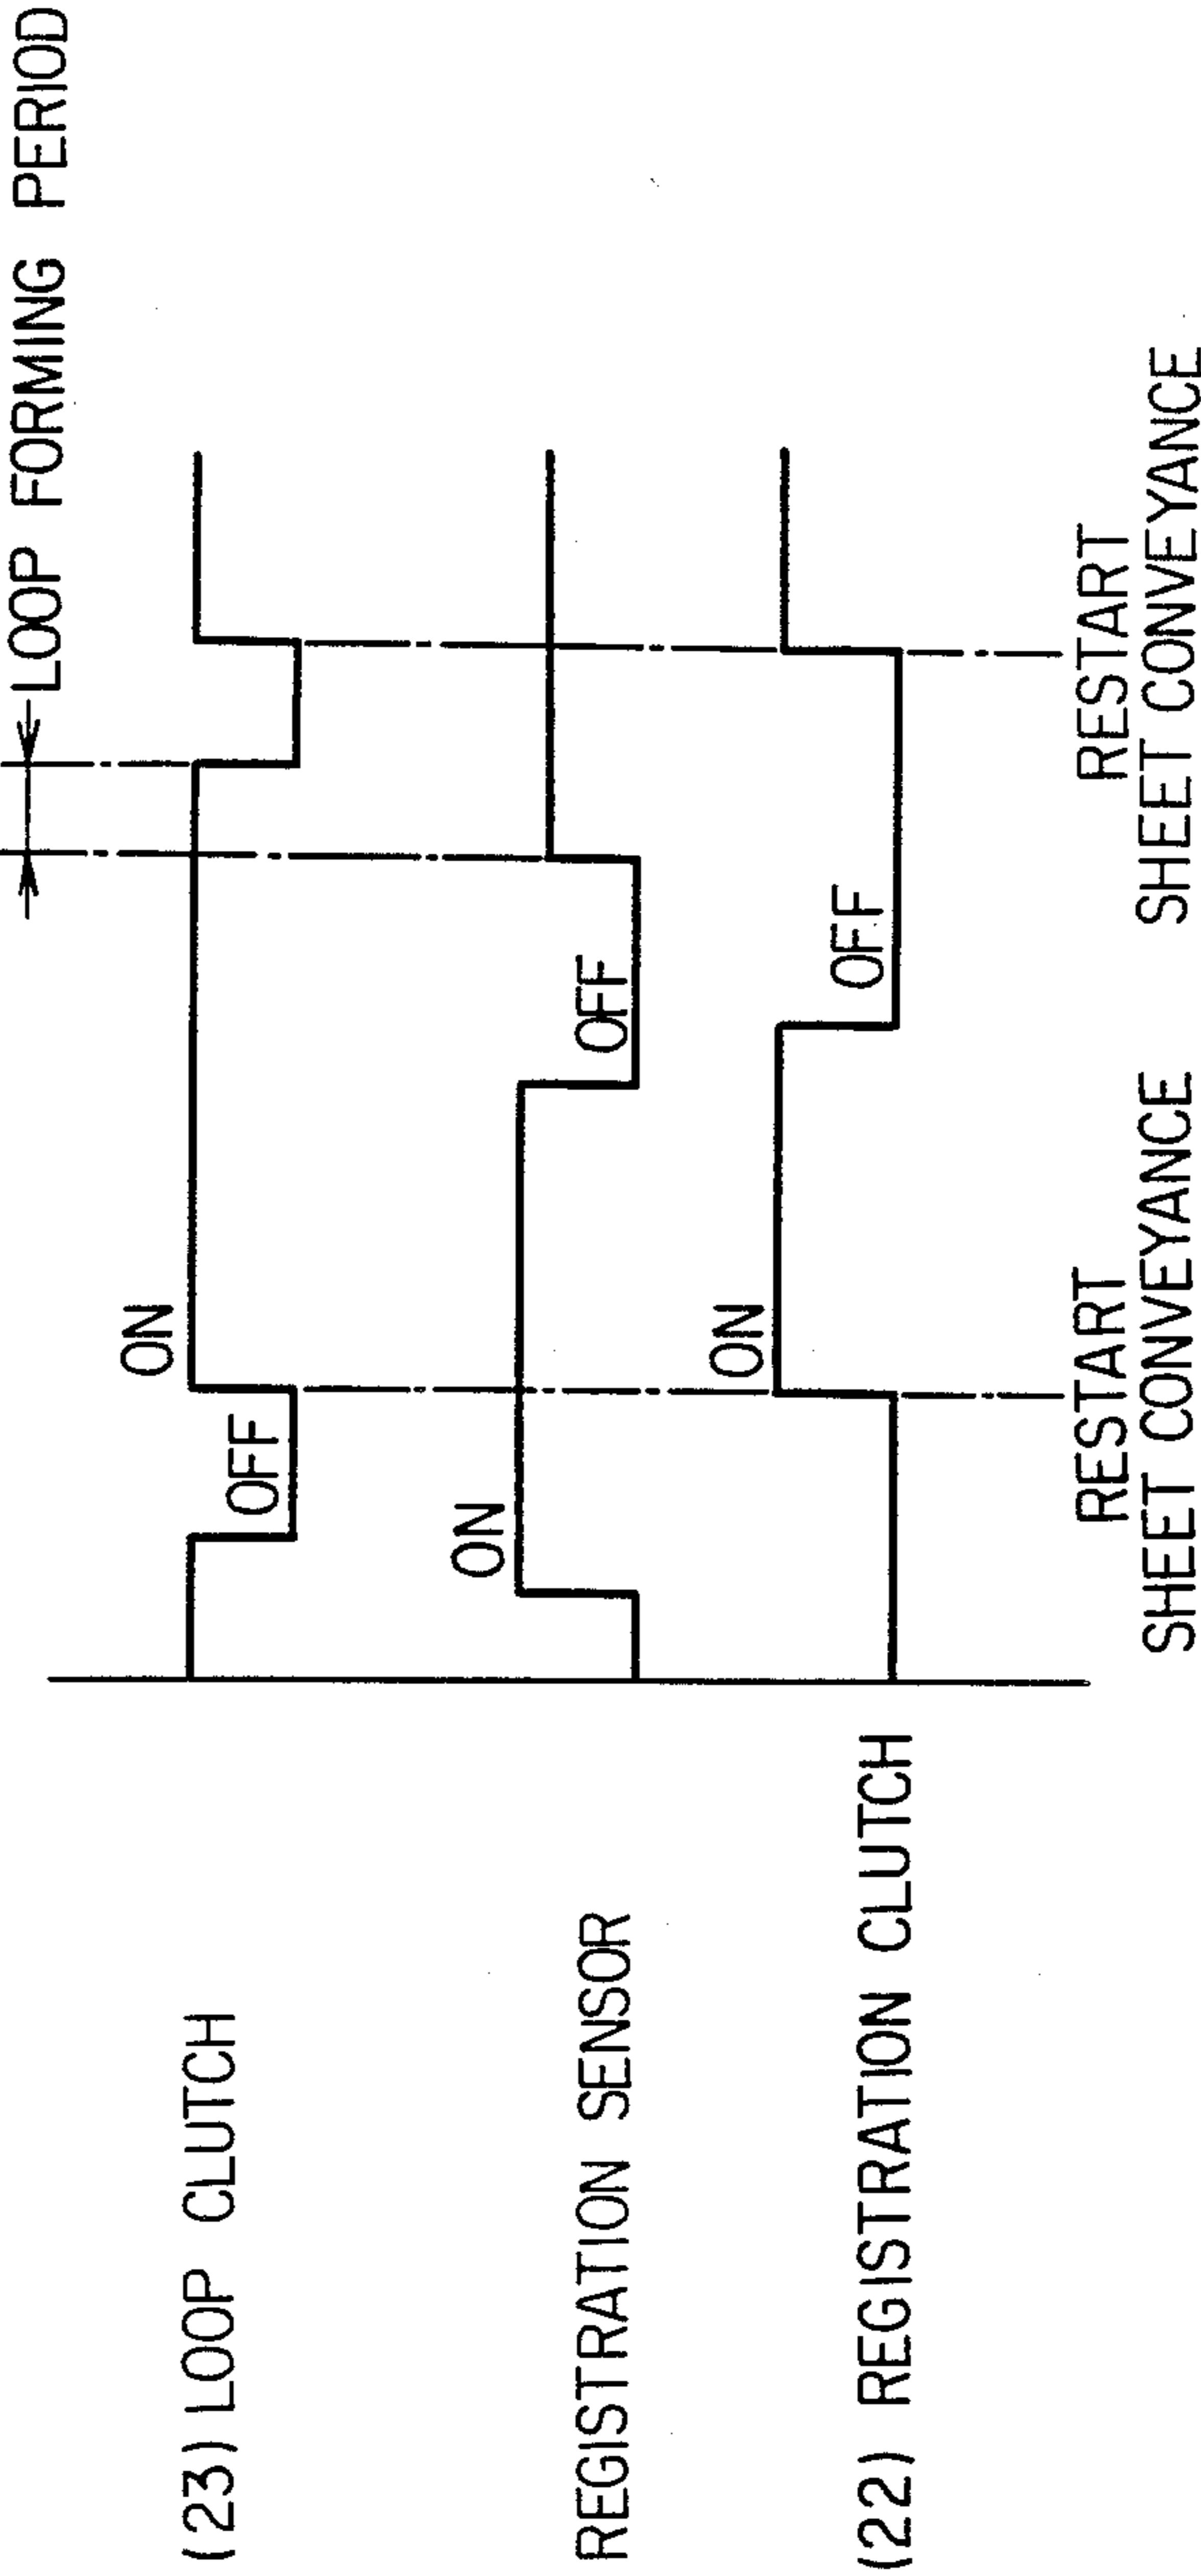 LOOP FORMING PERIOD
(23) LOOP CLUTCH
OFF
ON
REGISTRATION SENSOR
ON
OFF
(22) REGISTRATION CLUTCH
ON
OFF
RESTART
SHEET CONVEYANCE
RESTART
SHEET CONVEYANCE